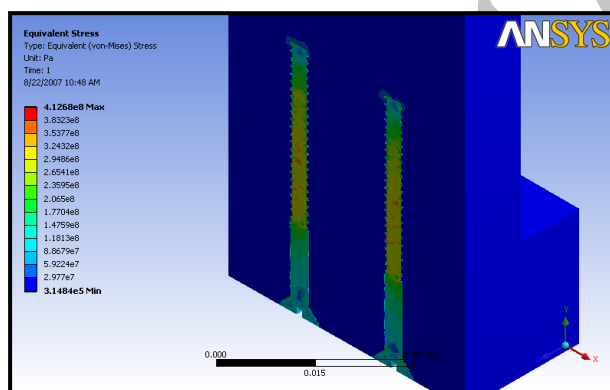 Equivalent Stress
Type: Equivalent (von-Mises) Stress
Unit: Pa
Time: 1
8/22/2007 10:48 AM
4.1268e8 Max
3.8323e8
3.5377e8
3.2432e8
2.9486e8
2.6541e8
2.3595e8
2.065e8
1.7704e8
1.4759e8
1.1813e8
8.8679e7
5.9224e7
2.977e7
3.1484e5 Min
ANSYS
0.000
0.015
Y
X